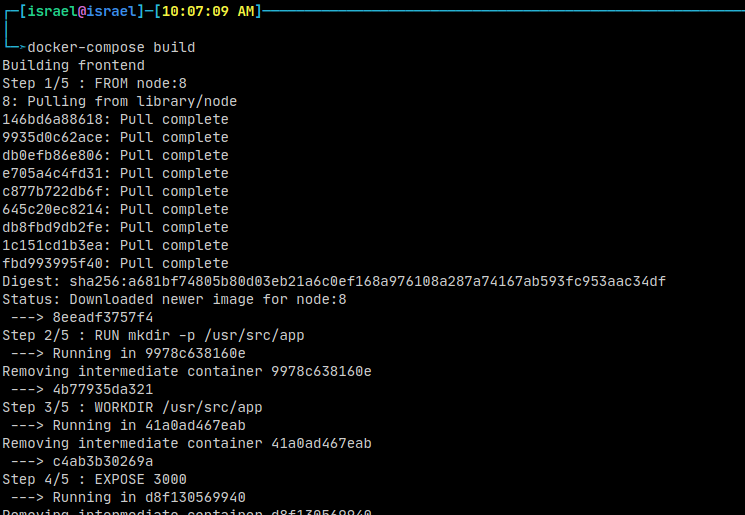 [israel@israel]-[10:07:09 AM]
docker-compose build
Building frontend
Step 1/5 : FROM node:8
8: Pulling from library/node
146bd6a88618: Pull complete
9935d0c62ace: Pull complete
db0efb86e806: Pull complete
e705a4c4fd31: Pull complete
c877b722db6f: Pull complete
645c20ec8214: Pull complete
db8fbd9db2fe: Pull complete
1c151cd1b3ea: Pull complete
fbd993995f40: Pull complete
Digest: sha256:a681bf74805b80d03eb21a6c0ef168a976108a287a74167ab593fc953aac34df
Status: Downloaded newer image for node:8
 ---> 8eeadf3757f4
Step 2/5 : RUN mkdir -p /usr/src/app
 ---> Running in 9978c638160e
Removing intermediate container 9978c638160e
 ---> 4b77935da321
Step 3/5 : WORKDIR /usr/src/app
 ---> Running in 41a0ad467eab
Removing intermediate container 41a0ad467eab
 ---> c4ab3b30269a
Step 4/5 : EXPOSE 3000
 ---> Running in d8f130569940
Removing intermediate container d8f130569940